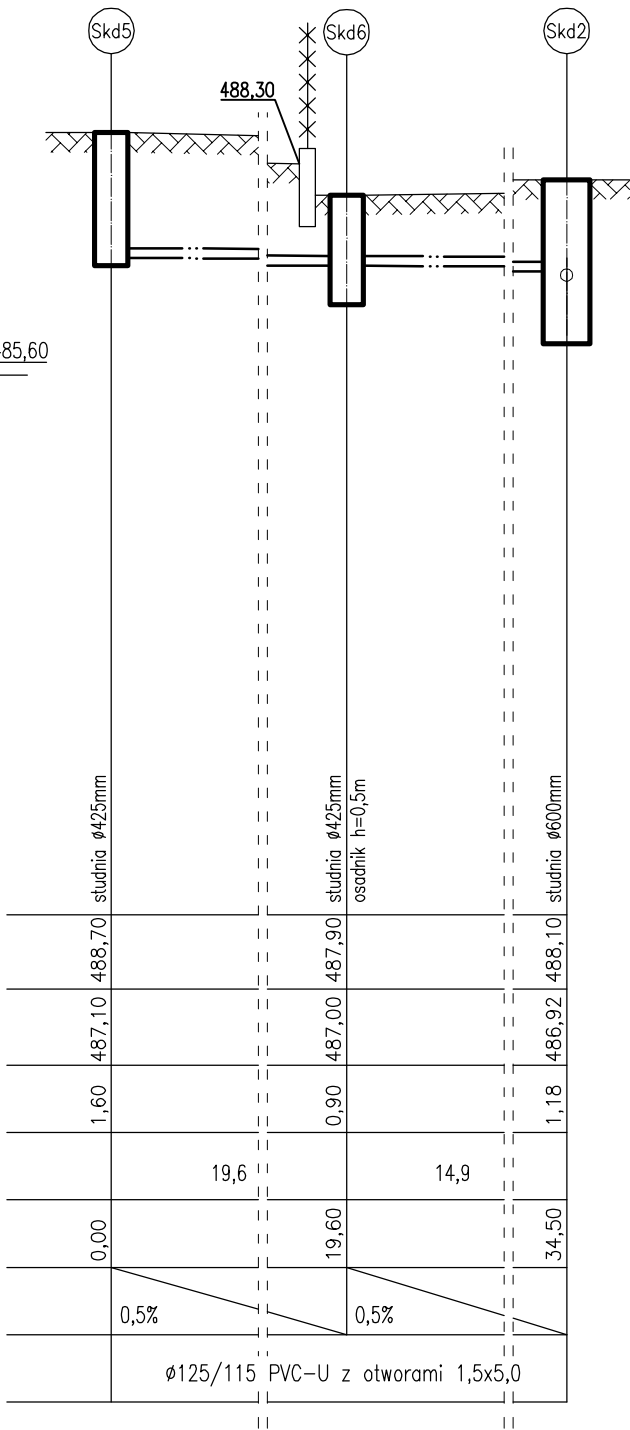 Skd5
Skd6
Skd2
488,30
85,60
studnia ø425mm
studnia ø425mm
osadnik h=0,5m
studnia ø600mm
488,70
487,90
488,10
487,10
487,00
486,92
1,60
0,90
1,18
19,6
14,9
0,00
19,60
34,50
0,5%
0,5%
ø125/115 PVC-U z otworami 1,5x5,0